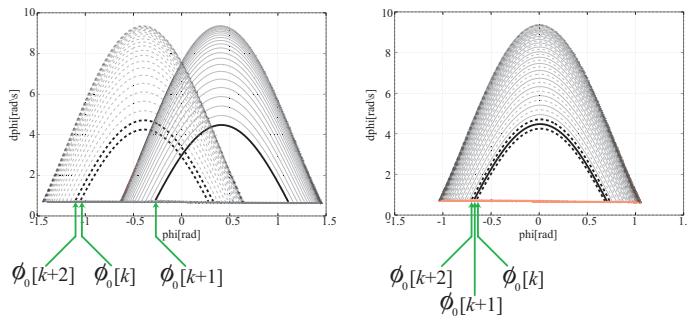 10
8
6
4
2
0
dphi[rad\s]
-1.5
-1
-0.5
0
0.5
1
1.5
phi[rad]
ϕ₀[k+2]
ϕ₀[k]
ϕ₀[k+1]
10
8
6
4
2
0
dphi[rad\s]
-1.5
-1
-0.5
0
0.5
1
1.5
phi[rad]
ϕ₀[k+2]
ϕ₀[k]
ϕ₀[k+1]